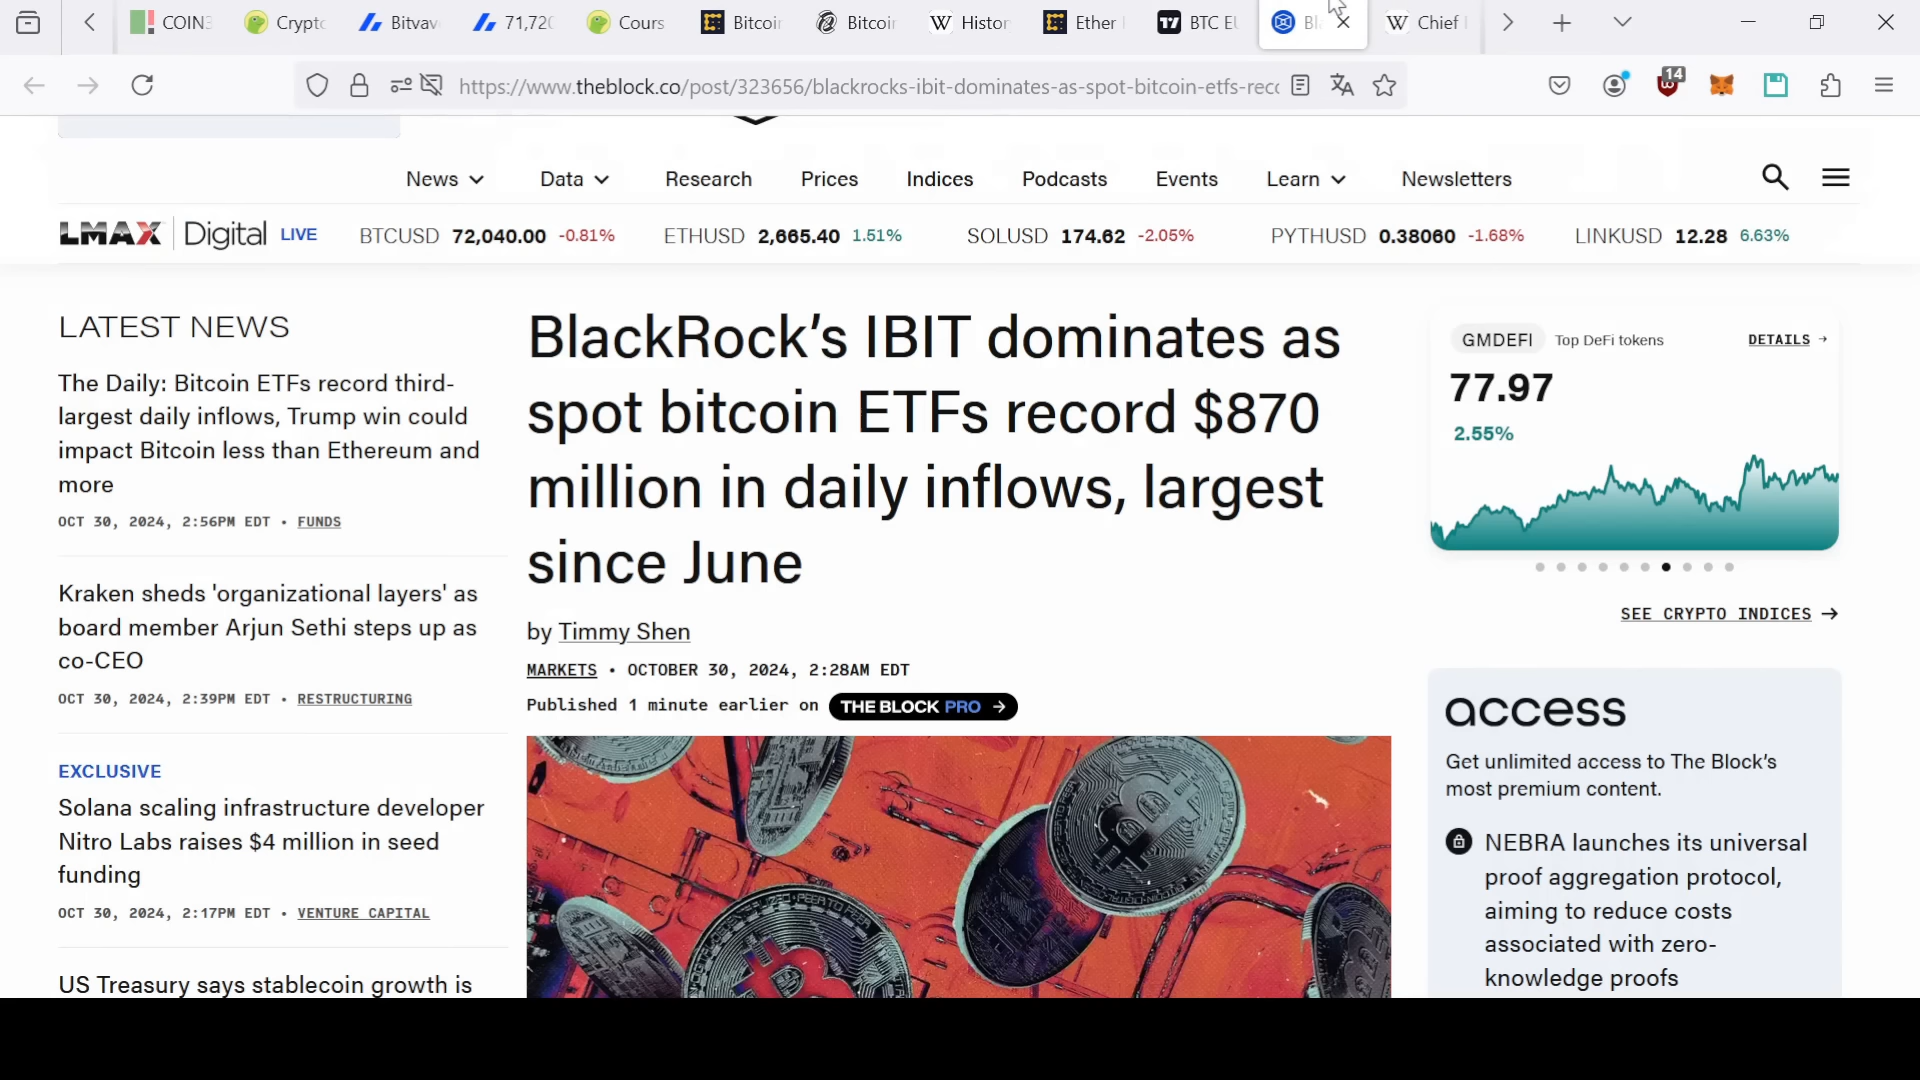 COIN3
Crypto
Bitvav
71,720
Cours
Bitcoin
Bitcoin
Histor
Ether
BTC EU
Bla
Chief
https://www.theblock.co/post/323656/blackrocks-ibit-dominates-as-spot-bitcoin-etfs-rec
14
News
Data
Research
Prices
Indices
Podcasts
Events
Learn
Newsletters
LMAX Digital LIVE
BTCUSD 72,040.00 -0.81%
ETHUSD 2,665.40 1.51%
SOLUSD 174.62 -2.05%
PYTHUSD 0.38060 -1.68%
LINKUSD 12.28 6.63%
LATEST NEWS
The Daily: Bitcoin ETFs record third-
largest daily inflows, Trump win could
impact Bitcoin less than Ethereum and
more
OCT 30, 2024, 2:56PM EDT • FUNDS
Kraken sheds 'organizational layers' as
board member Arjun Sethi steps up as
co-CEO
OCT 30, 2024, 2:39PM EDT • RESTRUCTURING
EXCLUSIVE
Solana scaling infrastructure developer
Nitro Labs raises $4 million in seed
funding
OCT 30, 2024, 2:17PM EDT • VENTURE CAPITAL
US Treasury says stablecoin growth is
BlackRock’s IBIT dominates as
spot bitcoin ETFs record $870
million in daily inflows, largest
since June
by Timmy Shen
MARKETS • OCTOBER 30, 2024, 2:28AM EDT
Published 1 minute earlier on THE BLOCK PRO →
GMDEFI Top DeFi tokens DETAILS →
77.97
2.55%
SEE CRYPTO INDICES →
access
Get unlimited access to The Block’s
most premium content.
NEBRA launches its universal
proof aggregation protocol,
aiming to reduce costs
associated with zero-
knowledge proofs